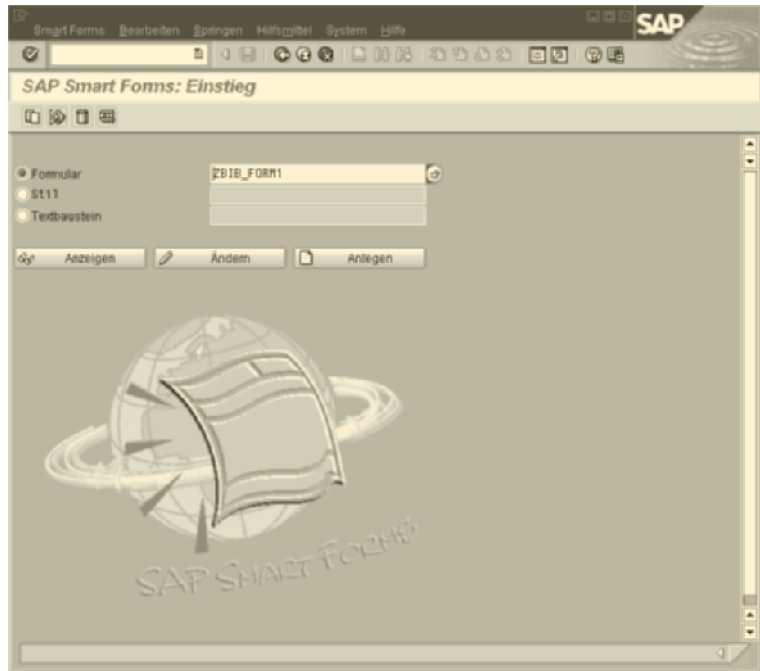 SmartForms Bearbeiten Springen Hilfsmittel System Hilfe
SAP
SAP Smart Forms: Einstieg
Formular ZBIB_FORM1
Stil
Textbaustein
Anzeigen Ändern Anlegen
SAP SMART FORMS